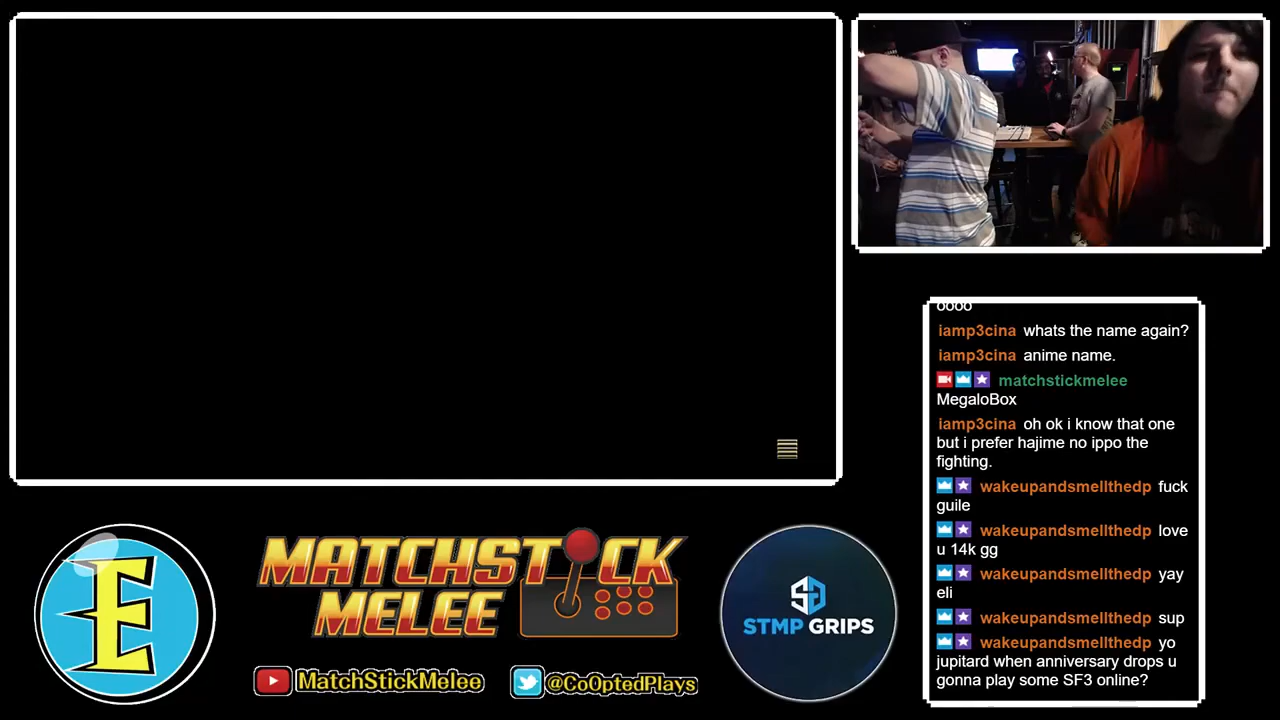 oooo
iamp3cina whats the name again?
iamp3cina anime name.
matchstickmelee
MegaloBox
iamp3cina oh ok i know that one
but i prefer hajime no ippo the
fighting.
wakeupandsmellthedp fuck
guile
wakeupandsmellthedp love
u 14k gg
wakeupandsmellthedp yay
eli
wakeupandsmellthedp sup
wakeupandsmellthedp yo
jupitard when anniversary drops u
gonna play some SF3 online?
E
MATCHSTICK
MELEE
MatchStickMelee
@CoOptedPlays
SG
STMP GRIPS